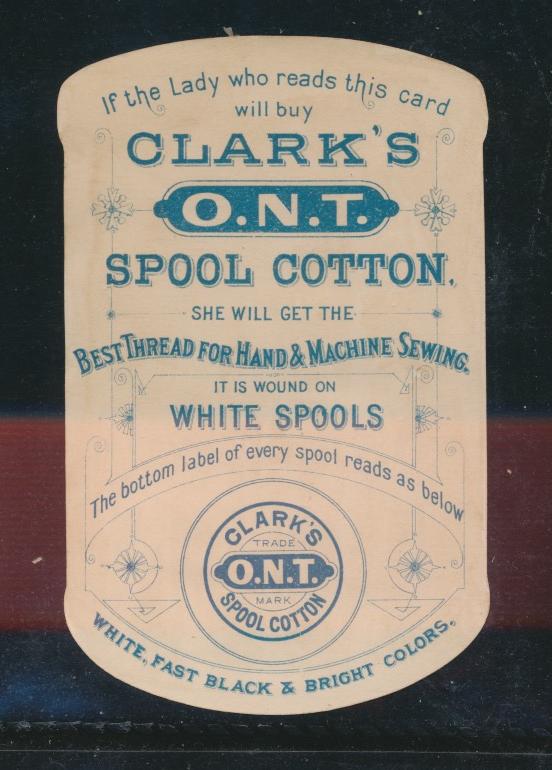 If the Lady who reads this card
will buy
CLARK'S
O.N.T.
SPOOL COTTON.
SHE WILL GET THE
BEST THREAD FOR HAND & MACHINE SEWING.
IT IS WOUND ON
WHITE SPOOLS
The bottom label of every spool reads as below
CLARK'S
TRADE
O.N.T.
MARK
SPOOL COTTON
WHITE, FAST BLACK & BRIGHT COLORS.